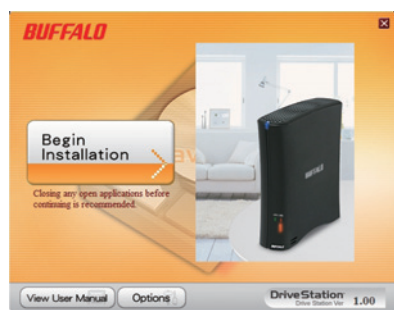 BUFFALO
Begin
Installation
Closing any open applications before
continuing is recommended.
BUFFALO
BUFFALO
View User Manual
Options
DriveStation
Drive Station Ver 1.00